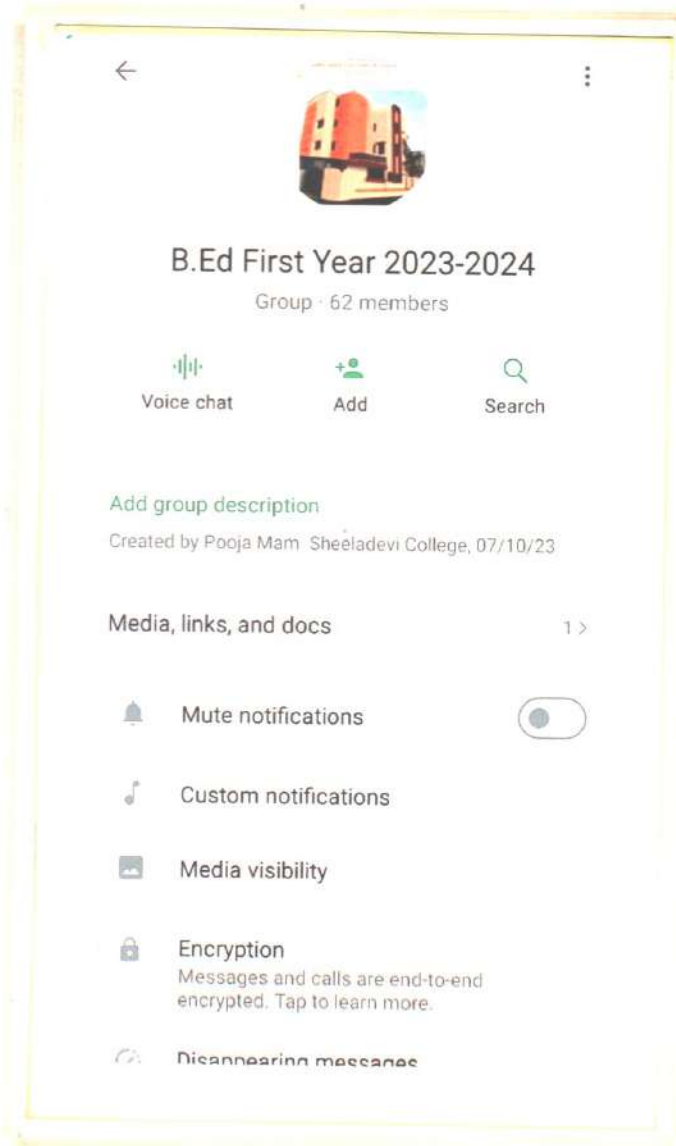 B.Ed First Year 2023-2024
Group · 62 members
Voice chat
Add
Search
Add group description
Created by Pooja Mam Sheeladevi College, 07/10/23
Media, links, and docs
1 >
Mute notifications
Custom notifications
Media visibility
Encryption
Messages and calls are end-to-end
encrypted. Tap to learn more.
Disappearing messages